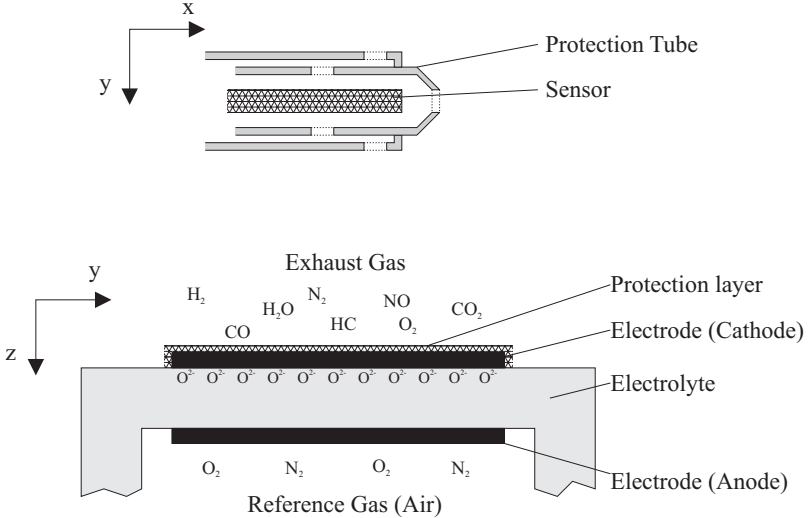 x
y
Protection Tube
Sensor
Exhaust Gas
y
z
H₂ N₂ NO
H₂O CO₂
CO HC O₂
Protection layer
Electrode (Cathode)
O²⁻ O²⁻ O²⁻ O²⁻ O²⁻ O²⁻ O²⁻ O²⁻ O²⁻ O²⁻ O²⁻
Electrolyte
O₂ N₂ O₂ N₂
Electrode (Anode)
Reference Gas (Air)